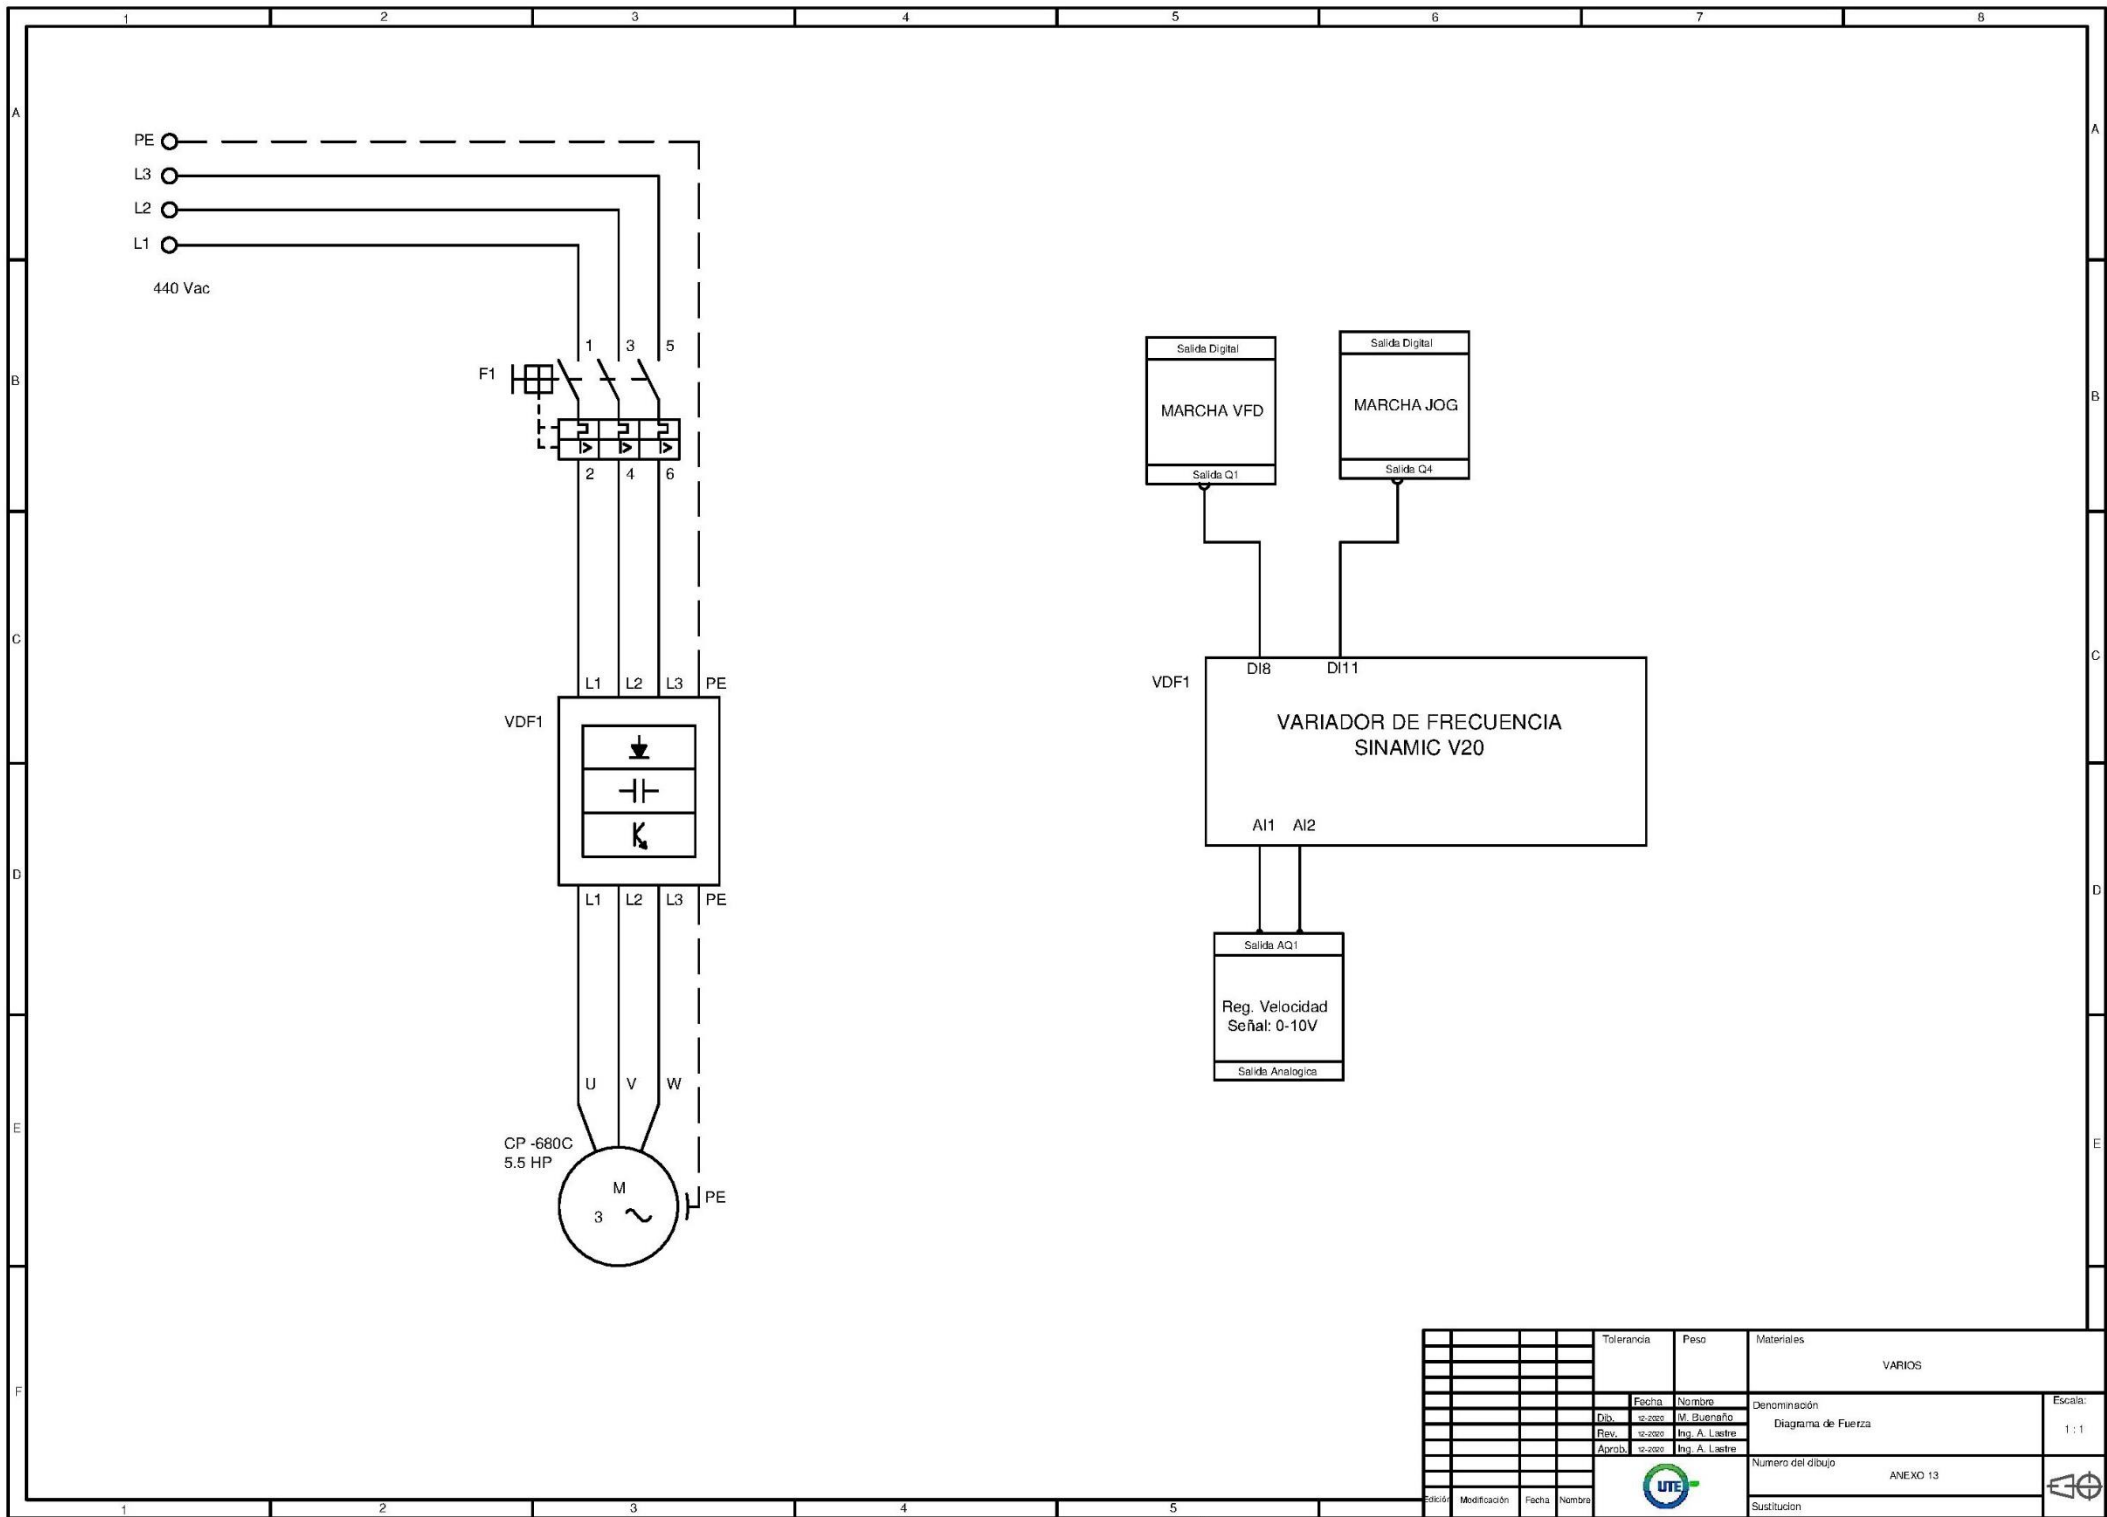 1 2 3 4 5 6 7 8
A A
PE
L3
L2
L1
440 Vac
B B
1 3 5
F1
2 4 6
Salida Digital
MARCHA VFD
Salida Q1
Salida Digital
MARCHA JOG
Salida Q4
C C
L1 L2 L3 PE
VDF1
VDF1
DI8 DI11
VARIADOR DE FRECUENCIA
SINAMIC V20
AI1 AI2
D D
L1 L2 L3 PE
Salida AQ1
Reg. Velocidad
Señal: 0-10V
Salida Analogica
E E
U V W
CP -680C
5.5 HP
M
3
PE
F
Tolerancia Peso Materiales
VARIOS
Fecha Nombre
Dib. 12-2020 M. Buenaño
Rev. 12-2020 Ing. A. Lastre
Aprob. 12-2020 Ing. A. Lastre
Denominación
Diagrama de Fuerza
Escala:
1 : 1
UTE
Numero del dibujo
ANEXO 13
Sustitucion
Edición Modificación Fecha Nombre
1 2 3 4 5